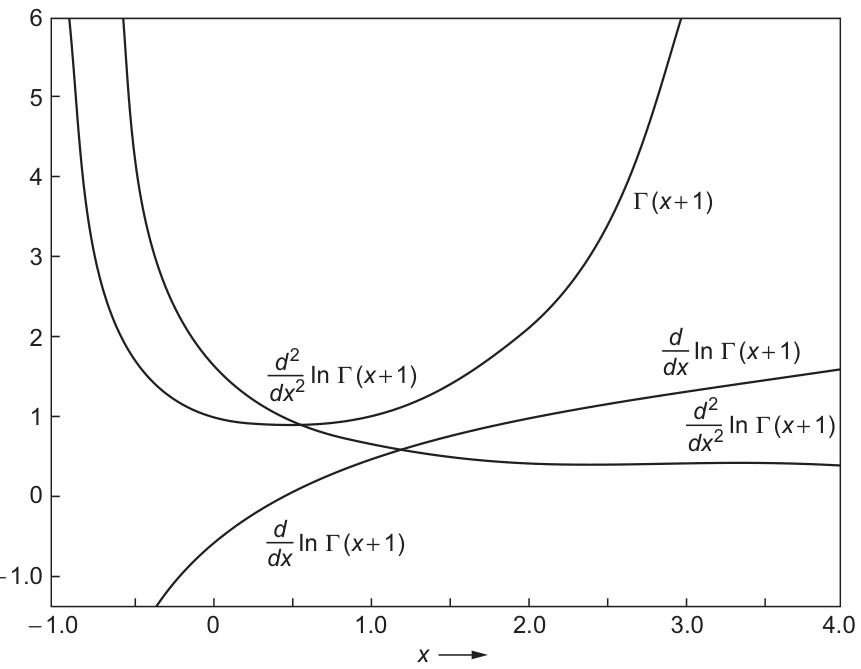 6
5
4
Γ(x+1)
3
2
d²/dx² ln Γ(x+1)
d/dx ln Γ(x+1)
1
d²/dx² ln Γ(x+1)
0
d/dx ln Γ(x+1)
–1.0
–1.0 0 1.0 2.0 3.0 4.0
x ⟶